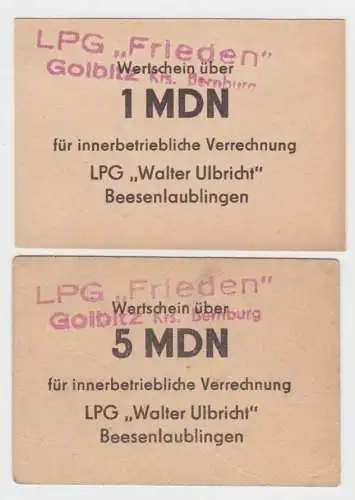 LPG „Frieden"
Wertschein über
Golbitz Krs. Bernburg
1 MDN
für innerbetriebliche Verrechnung
LPG „Walter Ulbricht"
Beesenlaublingen
LPG „Frieden"
Wertschein über
Golbitz Krs. Bernburg
5 MDN
für innerbetriebliche Verrechnung
LPG „Walter Ulbricht"
Beesenlaublingen